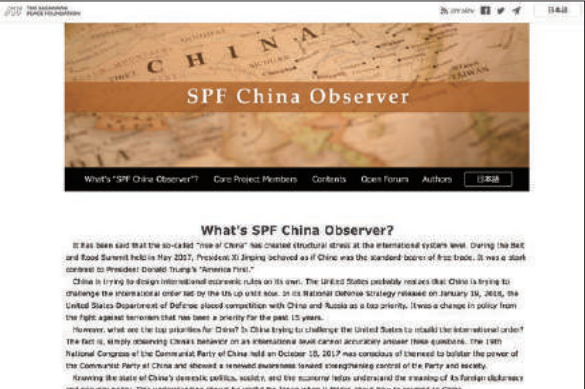 THE SASAKAWA
PEACE FOUNDATION
日本語
CHINA
TAIWAN
SPF China Observer
What's "SPF China Observer"? Core Project Members Contents Open Forum Authors 日本語
What's SPF China Observer?
It has been said that the so-called "rise of China" has created structural stress at the international system level. During the Belt
and Road Summit held in May 2017, President Xi Jinping behaved as if China was the standard-bearer of free trade. It was a stark
contrast to President Donald Trump's "America First."
China is trying to design international economic rules on its own. The United States probably realizes that China is trying to
challenge the international order led by the US up until now. In its National Defense Strategy released on January 19, 2018, the
United States Department of Defense placed competition with China and Russia as a top priority. It was a change in policy from
the fight against terrorism that has been a priority for the past 15 years.
However, what are the top priorities for China? Is China trying to challenge the United States to rebuild the international order?
The fact is, simply observing China's behavior on an international level cannot accurately answer these questions. The 19th
National Congress of the Communist Party of China held on October 18, 2017 was conscious of themed to bolster the power of
the Communist Party of China and showed a renewed awareness toward strengthening control of the Party and society.
Knowing the state of China's domestic politics, society, and the economy helps understand the meaning of its foreign diplomacy